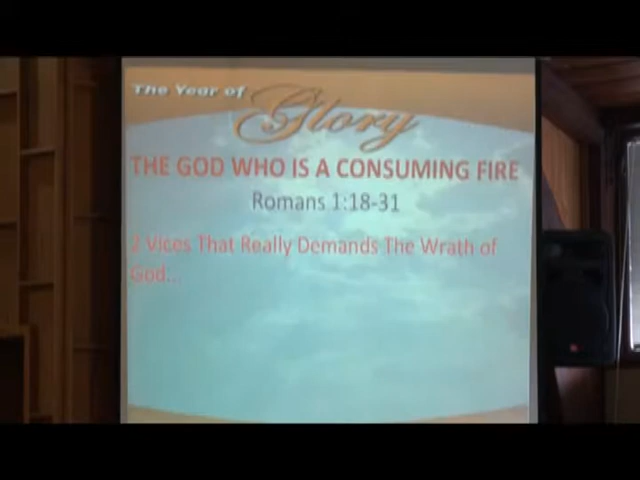 The Year of
Glory
THE GOD WHO IS A CONSUMING FIRE
Romans 1:18-31
2 Vices That Really Demands The Wrath of
God...